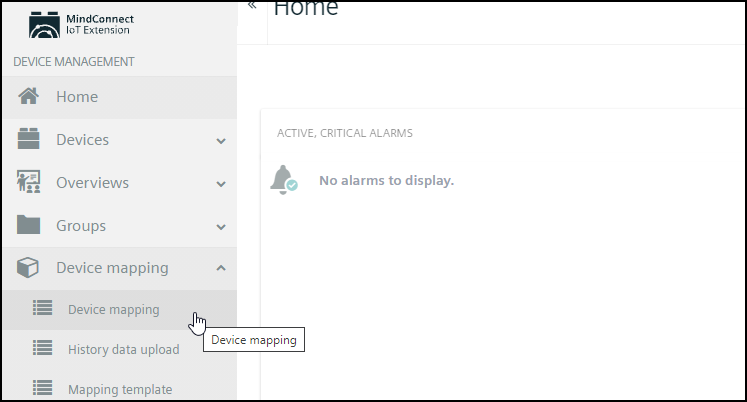 MindConnect
IoT Extension
DEVICE MANAGEMENT
Home
Devices
Overviews
Groups
Device mapping
Device mapping
History data upload
Mapping template
«
Home
ACTIVE, CRITICAL ALARMS
No alarms to display.
Device mapping